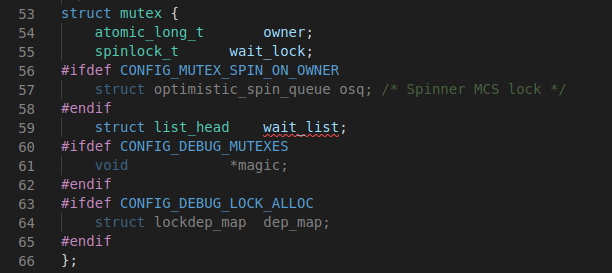 53 struct mutex {
54     atomic_long_t       owner;
55     spinlock_t      wait_lock;
56 #ifdef CONFIG_MUTEX_SPIN_ON_OWNER
57     struct optimistic_spin_queue osq; /* Spinner MCS lock */
58 #endif
59     struct list_head    wait_list;
60 #ifdef CONFIG_DEBUG_MUTEXES
61     void            *magic;
62 #endif
63 #ifdef CONFIG_DEBUG_LOCK_ALLOC
64     struct lockdep_map  dep_map;
65 #endif
66 };